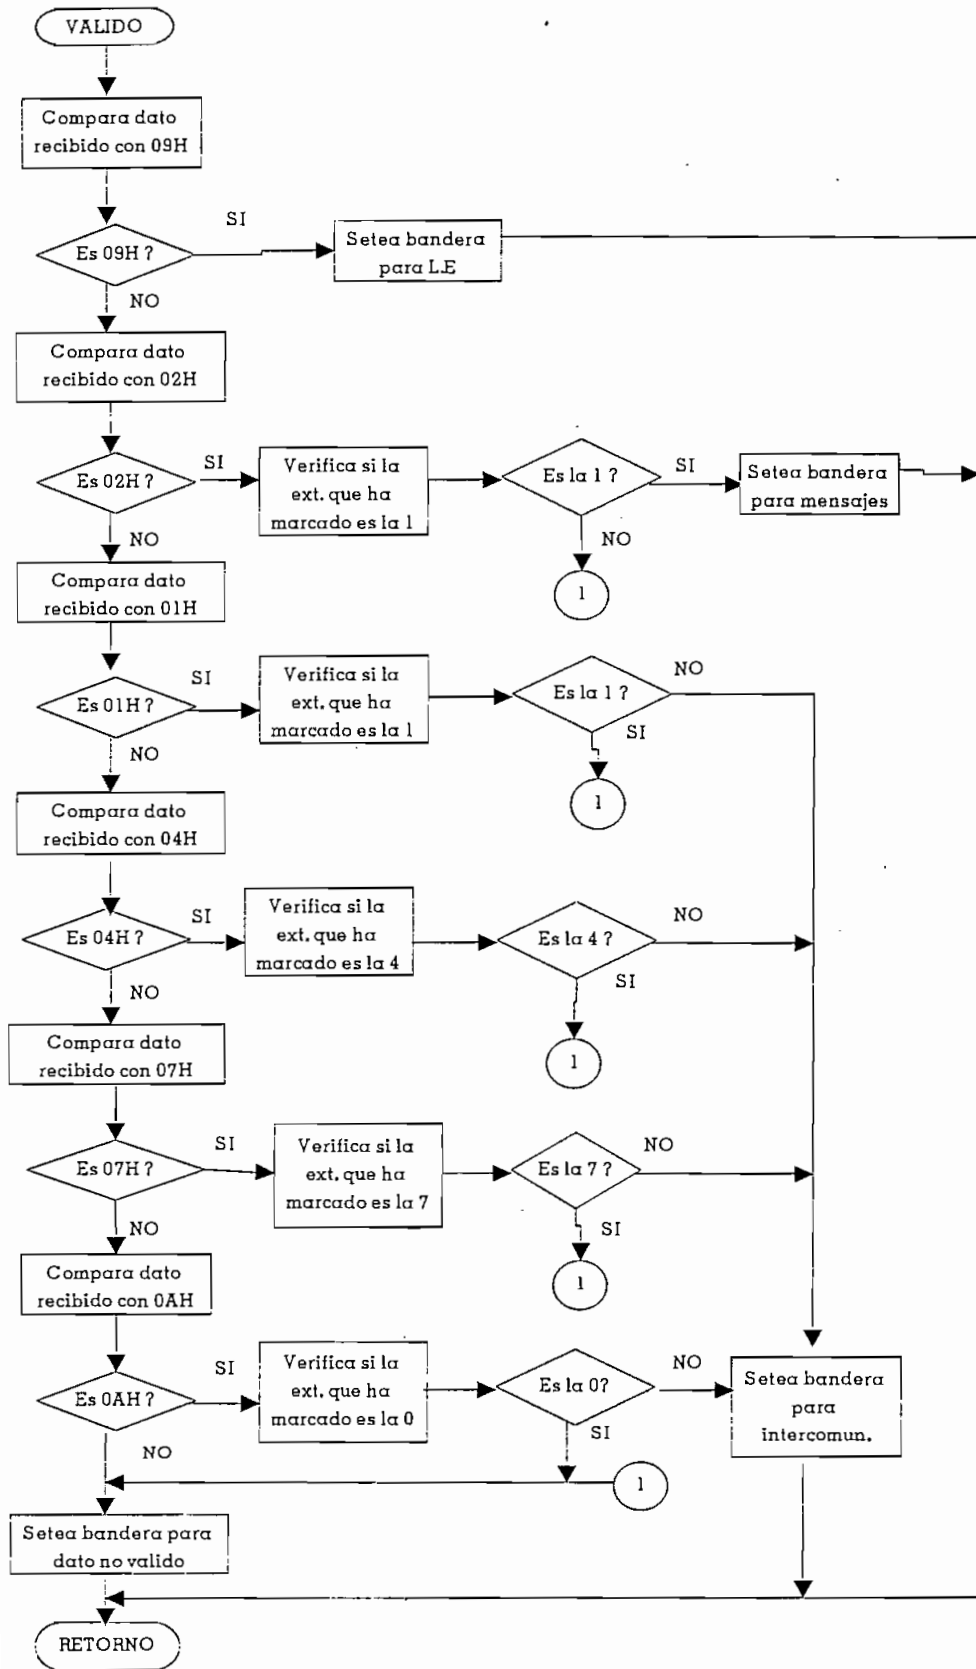 VALIDO
Compara dato
recibido con 09H
Es 09H ?
SI
Setea bandera
para L.E
NO
Compara dato
recibido con 02H
Es 02H ?
SI
Verifica si la
ext. que ha
marcado es la 1
Es la 1 ?
SI
Setea bandera
para mensajes
NO
NO
1
Compara dato
recibido con 01H
Es 01H ?
SI
Verifica si la
ext. que ha
marcado es la 1
Es la 1 ?
NO
SI
NO
1
Compara dato
recibido con 04H
Es 04H ?
SI
Verifica si la
ext. que ha
marcado es la 4
Es la 4 ?
NO
SI
NO
1
Compara dato
recibido con 07H
Es 07H ?
SI
Verifica si la
ext. que ha
marcado es la 7
Es la 7 ?
NO
SI
NO
1
Compara dato
recibido con 0AH
Es 0AH ?
SI
Verifica si la
ext. que ha
marcado es la 0
Es la 0?
NO
Setea bandera
para
intercomun.
SI
NO
1
Setea bandera para
dato no valido
RETORNO